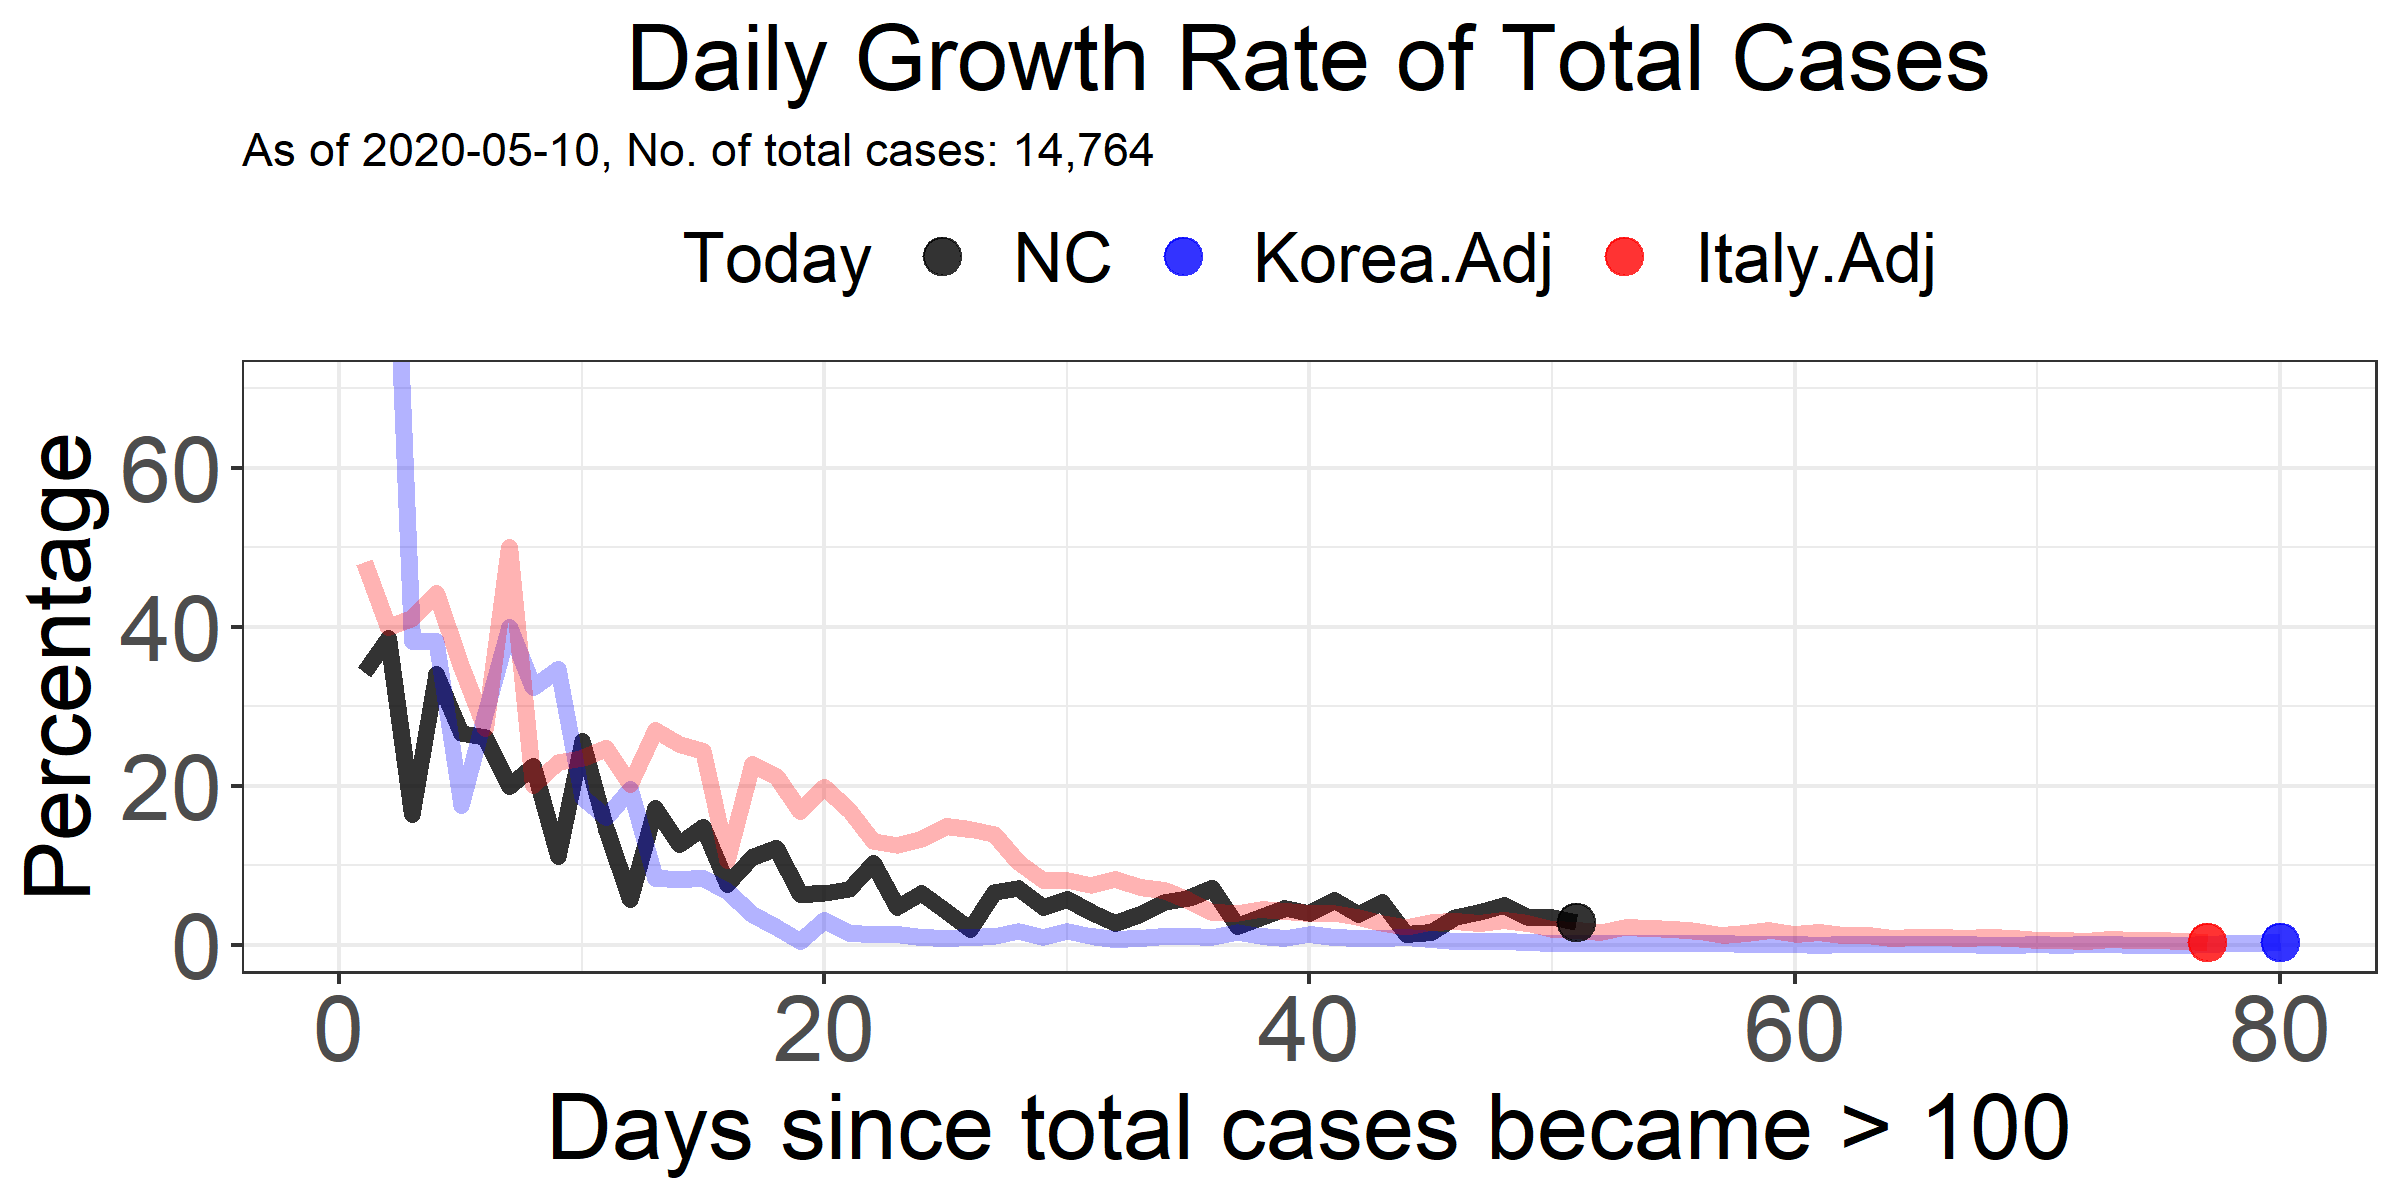 Daily Growth Rate of Total Cases
As of 2020-05-10, No. of total cases: 14,764
Today NC Korea.Adj Italy.Adj
Percentage
60
40
20
0
0 20 40 60 80
Days since total cases became > 100